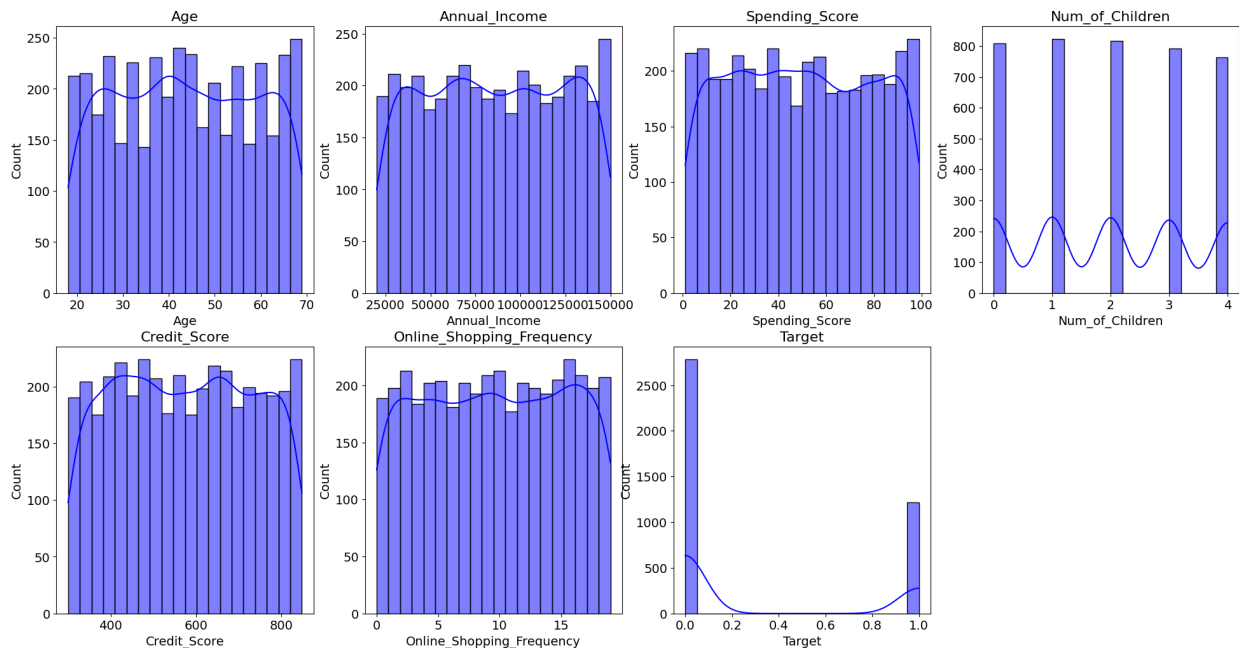 Age
Count
250
200
150
100
50
0
20 30 40 50 60 70
Age
Annual_Income
Count
250
200
150
100
50
0
25000 50000 75000 100000 125000 150000
Annual_Income
Spending_Score
Count
200
150
100
50
0
0 20 40 60 80 100
Spending_Score
Num_of_Children
Count
800
700
600
500
400
300
200
100
0
0 1 2 3 4
Num_of_Children
Credit_Score
Count
200
150
100
50
0
400 600 800
Credit_Score
Online_Shopping_Frequency
Count
200
150
100
50
0
0 5 10 15
Online_Shopping_Frequency
Target
Count
2500
2000
1500
1000
500
0
0.0 0.2 0.4 0.6 0.8 1.0
Target